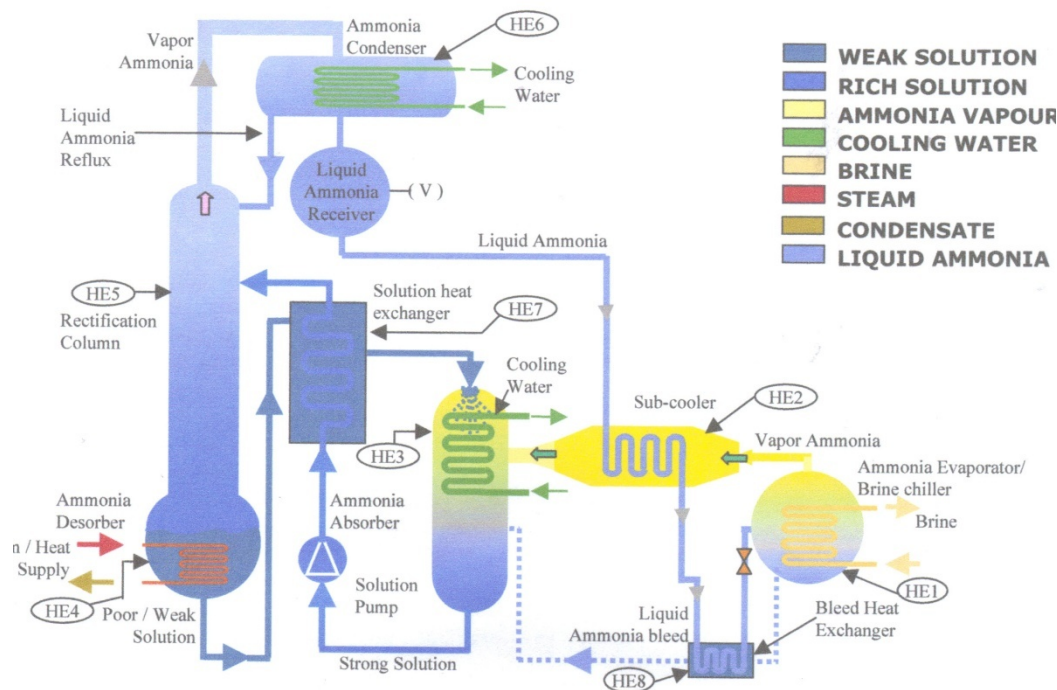 Vapor
Ammonia
Ammonia
Condenser
HE6
Cooling
Water
Liquid
Ammonia
Reflux
Liquid
Ammonia
Receiver
( V )
WEAK SOLUTION
RICH SOLUTION
AMMONIA VAPOUR
COOLING WATER
BRINE
STEAM
CONDENSATE
LIQUID AMMONIA
Liquid Ammonia
HE5
Rectification
Column
Solution heat
exchanger
HE7
Cooling
Water
Sub-cooler
HE2
HE3
Vapor Ammonia
Ammonia Evaporator/
Brine chiller
Brine
Ammonia
Desorber
n / Heat
Supply
HE4
Poor / Weak
Solution
Ammonia
Absorber
Solution
Pump
Strong Solution
Liquid
Ammonia bleed
HE1
Bleed Heat
Exchanger
HE8